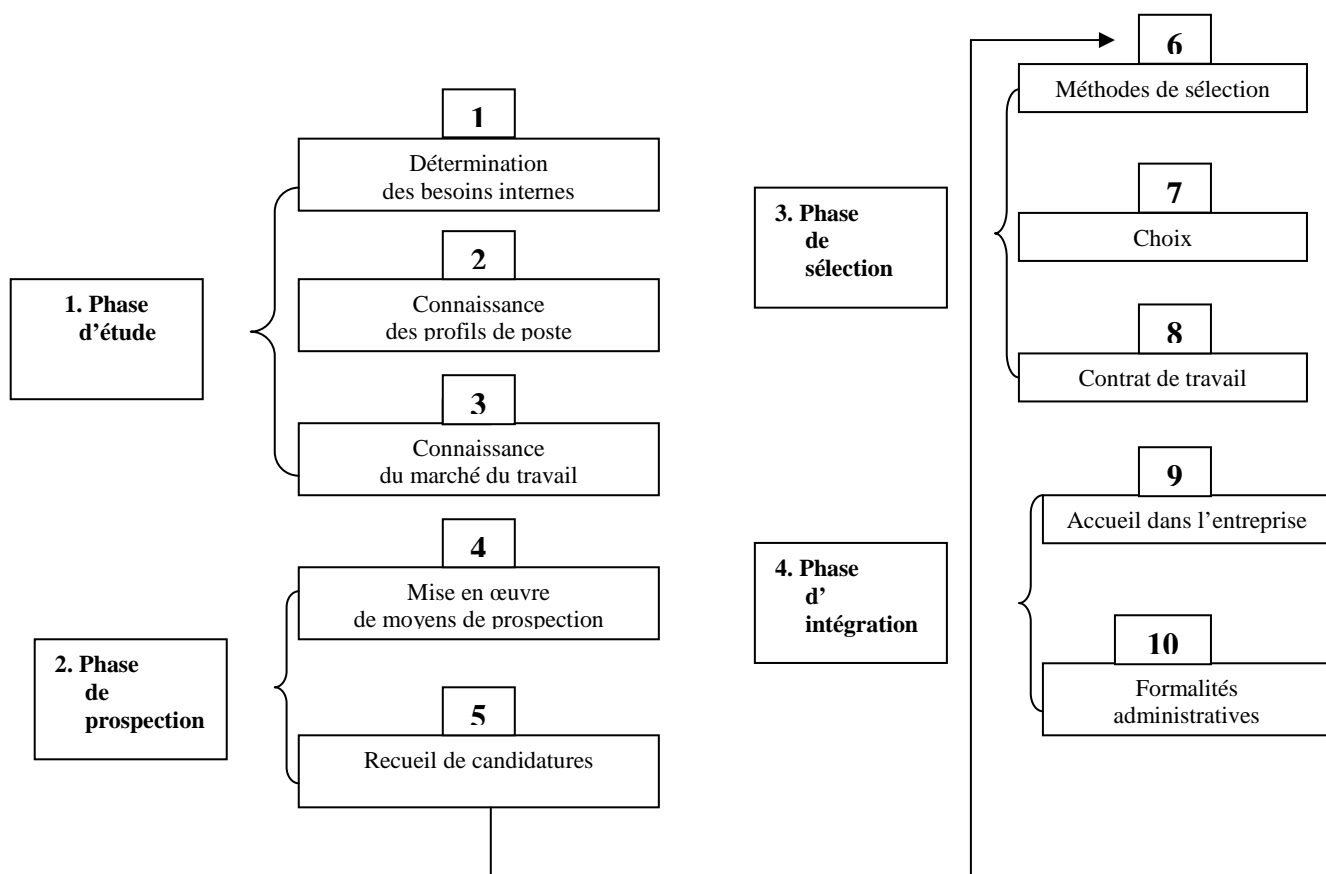 1. Phase
d’étude
1
Détermination
des besoins internes
2
Connaissance
des profils de poste
3
Connaissance
du marché du travail
2. Phase
de
prospection
4
Mise en œuvre
de moyens de prospection
5
Recueil de candidatures
3. Phase
de
sélection
6
Méthodes de sélection
7
Choix
8
Contrat de travail
4. Phase
d’
intégration
9
Accueil dans l’entreprise
10
Formalités
administratives